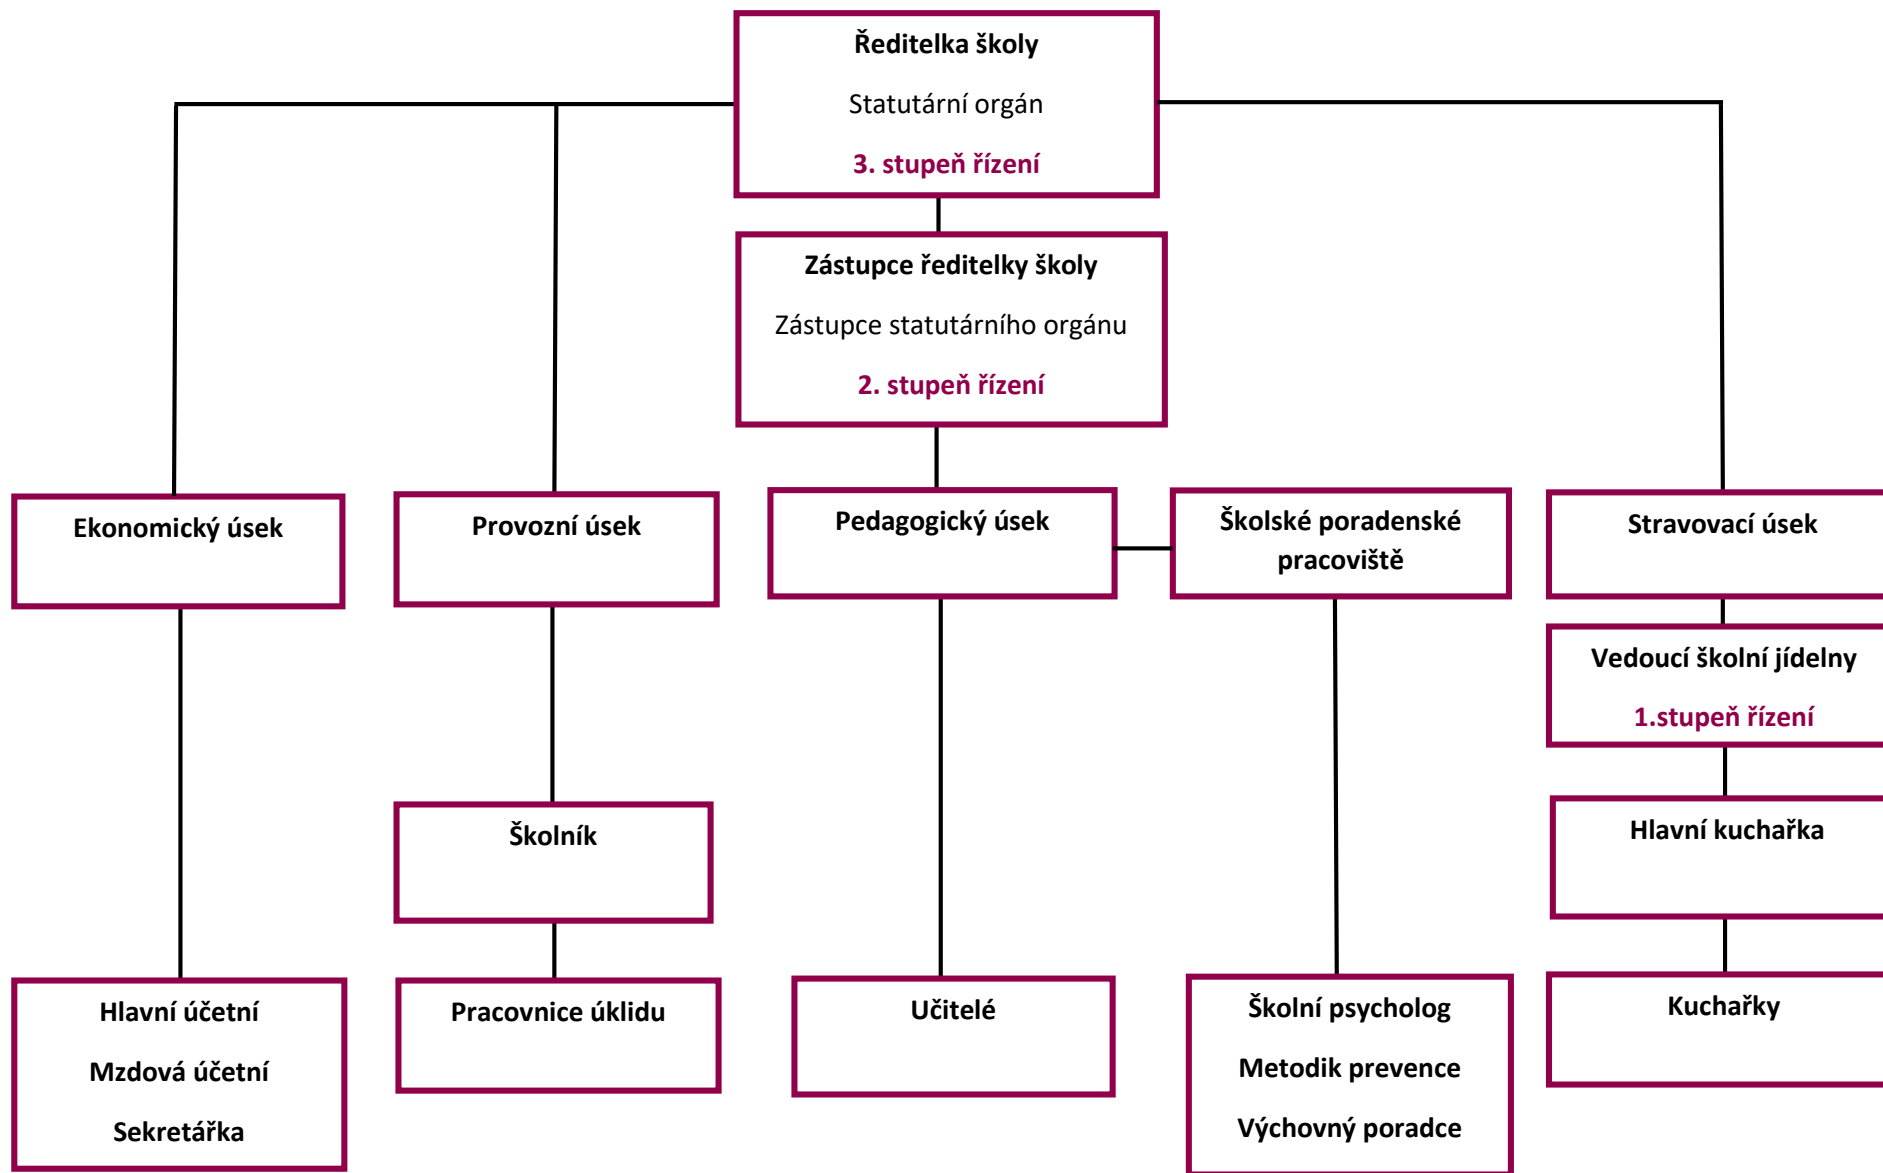 Ředitelka školy
Statutární orgán
3. stupeň řízení
Zástupce ředitelky školy
Zástupce statutárního orgánu
2. stupeň řízení
Ekonomický úsek
Provozní úsek
Pedagogický úsek
Školské poradenské
pracoviště
Stravovací úsek
Vedoucí školní jídelny
1.stupeň řízení
Školník
Hlavní kuchařka
Hlavní účetní
Mzdová účetní
Sekretářka
Pracovnice úklidu
Učitelé
Školní psycholog
Metodik prevence
Výchovný poradce
Kuchařky